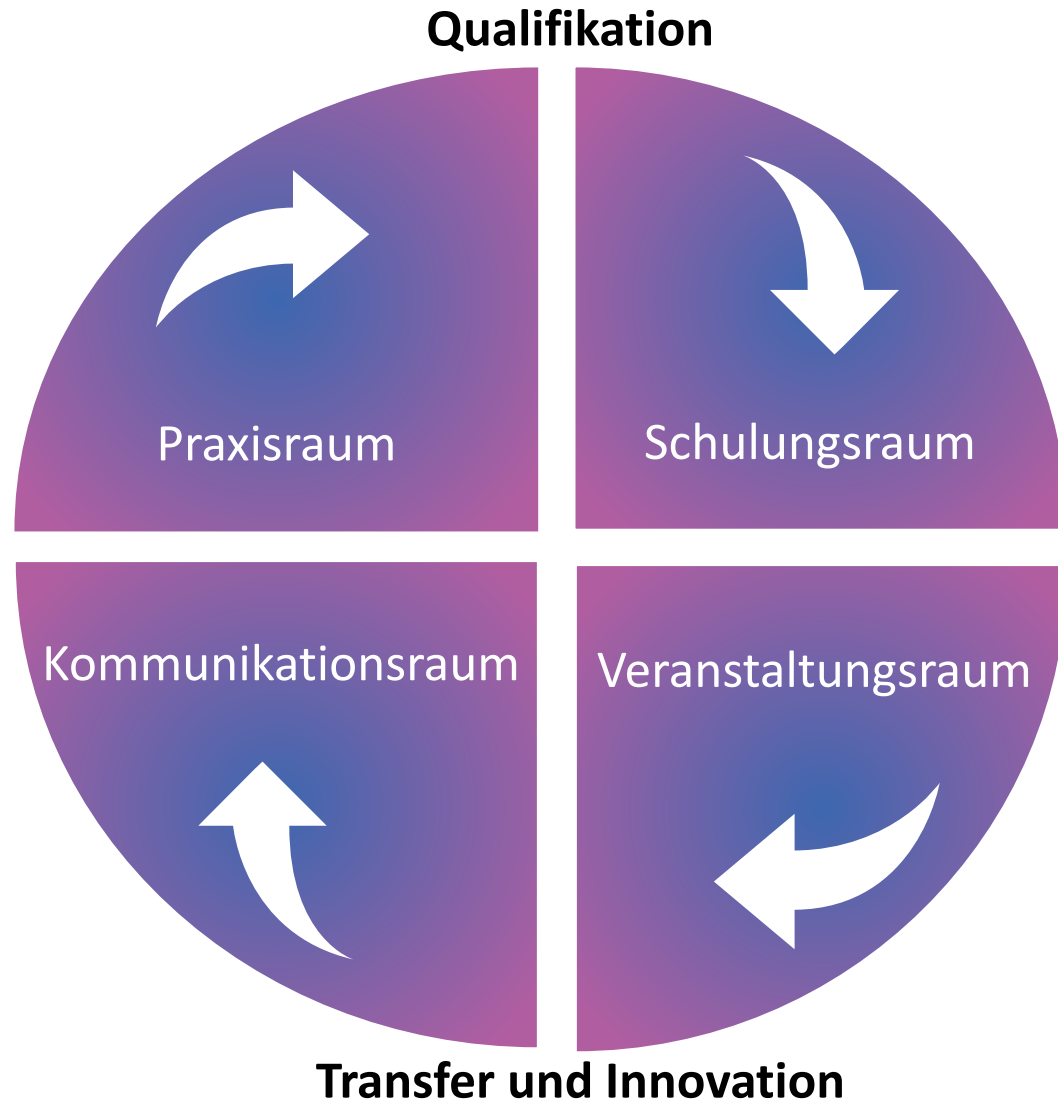 Qualifikation
Praxisraum
Schulungsraum
Kommunikationsraum
Veranstaltungsraum
Transfer und Innovation